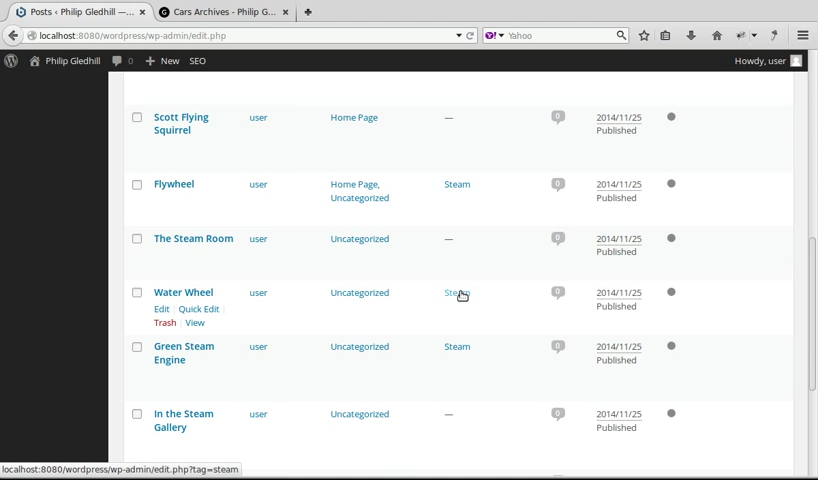 Posts ‹ Philip Gledhill —...
Cars Archives - Philip G...
localhost:8080/wordpress/wp-admin/edit.php
Yahoo
Philip Gledhill
0
New
SEO
Howdy, user
Scott Flying
Squirrel
user
Home Page
—
0
2014/11/25
Published
Flywheel
user
Home Page,
Uncategorized
Steam
0
2014/11/25
Published
The Steam Room
user
Uncategorized
—
0
2014/11/25
Published
Water Wheel
user
Uncategorized
Steam
0
2014/11/25
Published
Edit | Quick Edit |
Trash | View
Green Steam
Engine
user
Uncategorized
Steam
0
2014/11/25
Published
In the Steam
Gallery
user
Uncategorized
—
0
2014/11/25
Published
localhost:8080/wordpress/wp-admin/edit.php?tag=steam